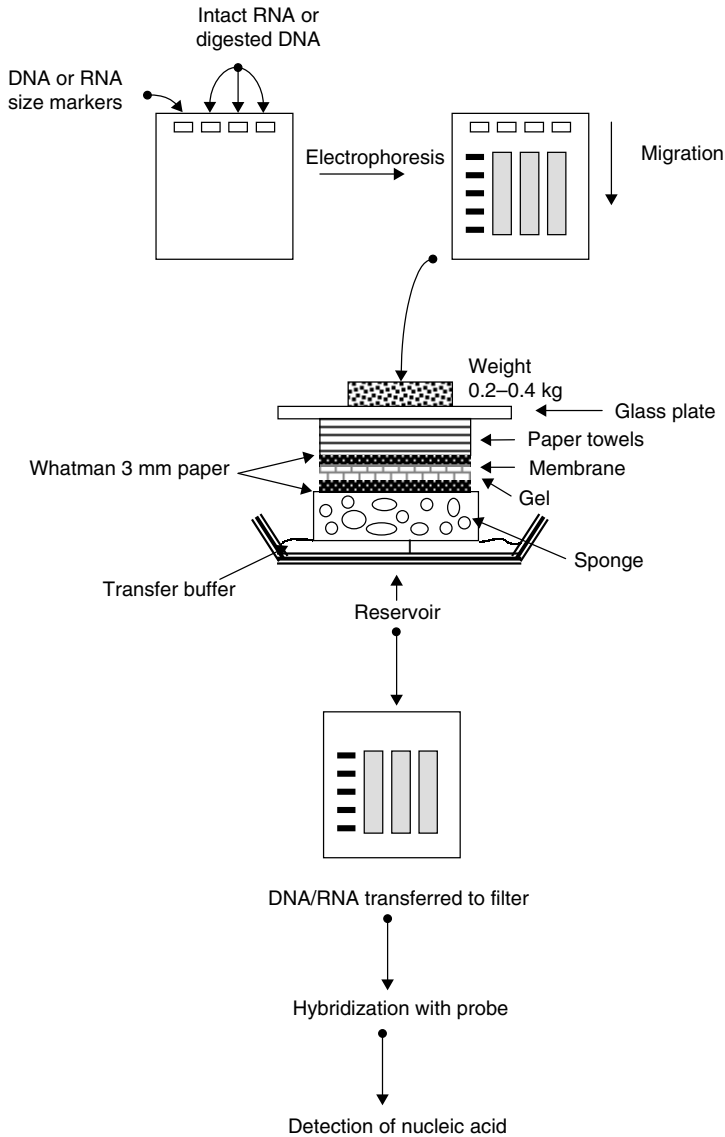 Intact RNA or
digested DNA
DNA or RNA
size markers
Electrophoresis
Migration
Weight
0.2–0.4 kg
Glass plate
Paper towels
Whatman 3 mm paper
Membrane
Gel
Sponge
Transfer buffer
Reservoir
DNA/RNA transferred to filter
Hybridization with probe
Detection of nucleic acid